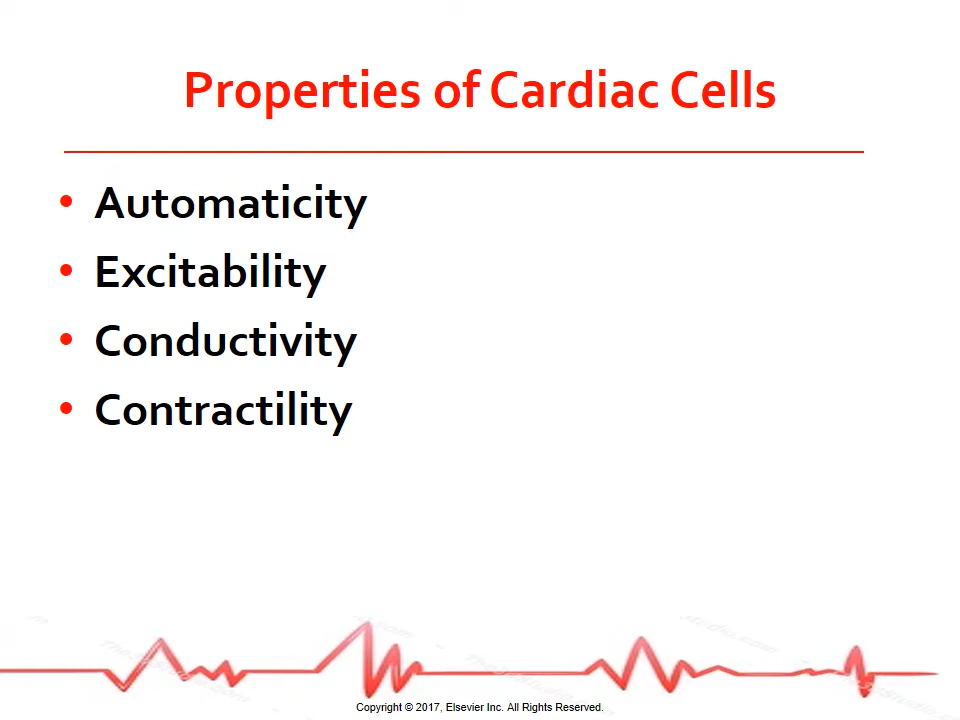 Properties of Cardiac Cells
• Automaticity
• Excitability
• Conductivity
• Contractility
Copyright © 2017, Elsevier Inc. All Rights Reserved.